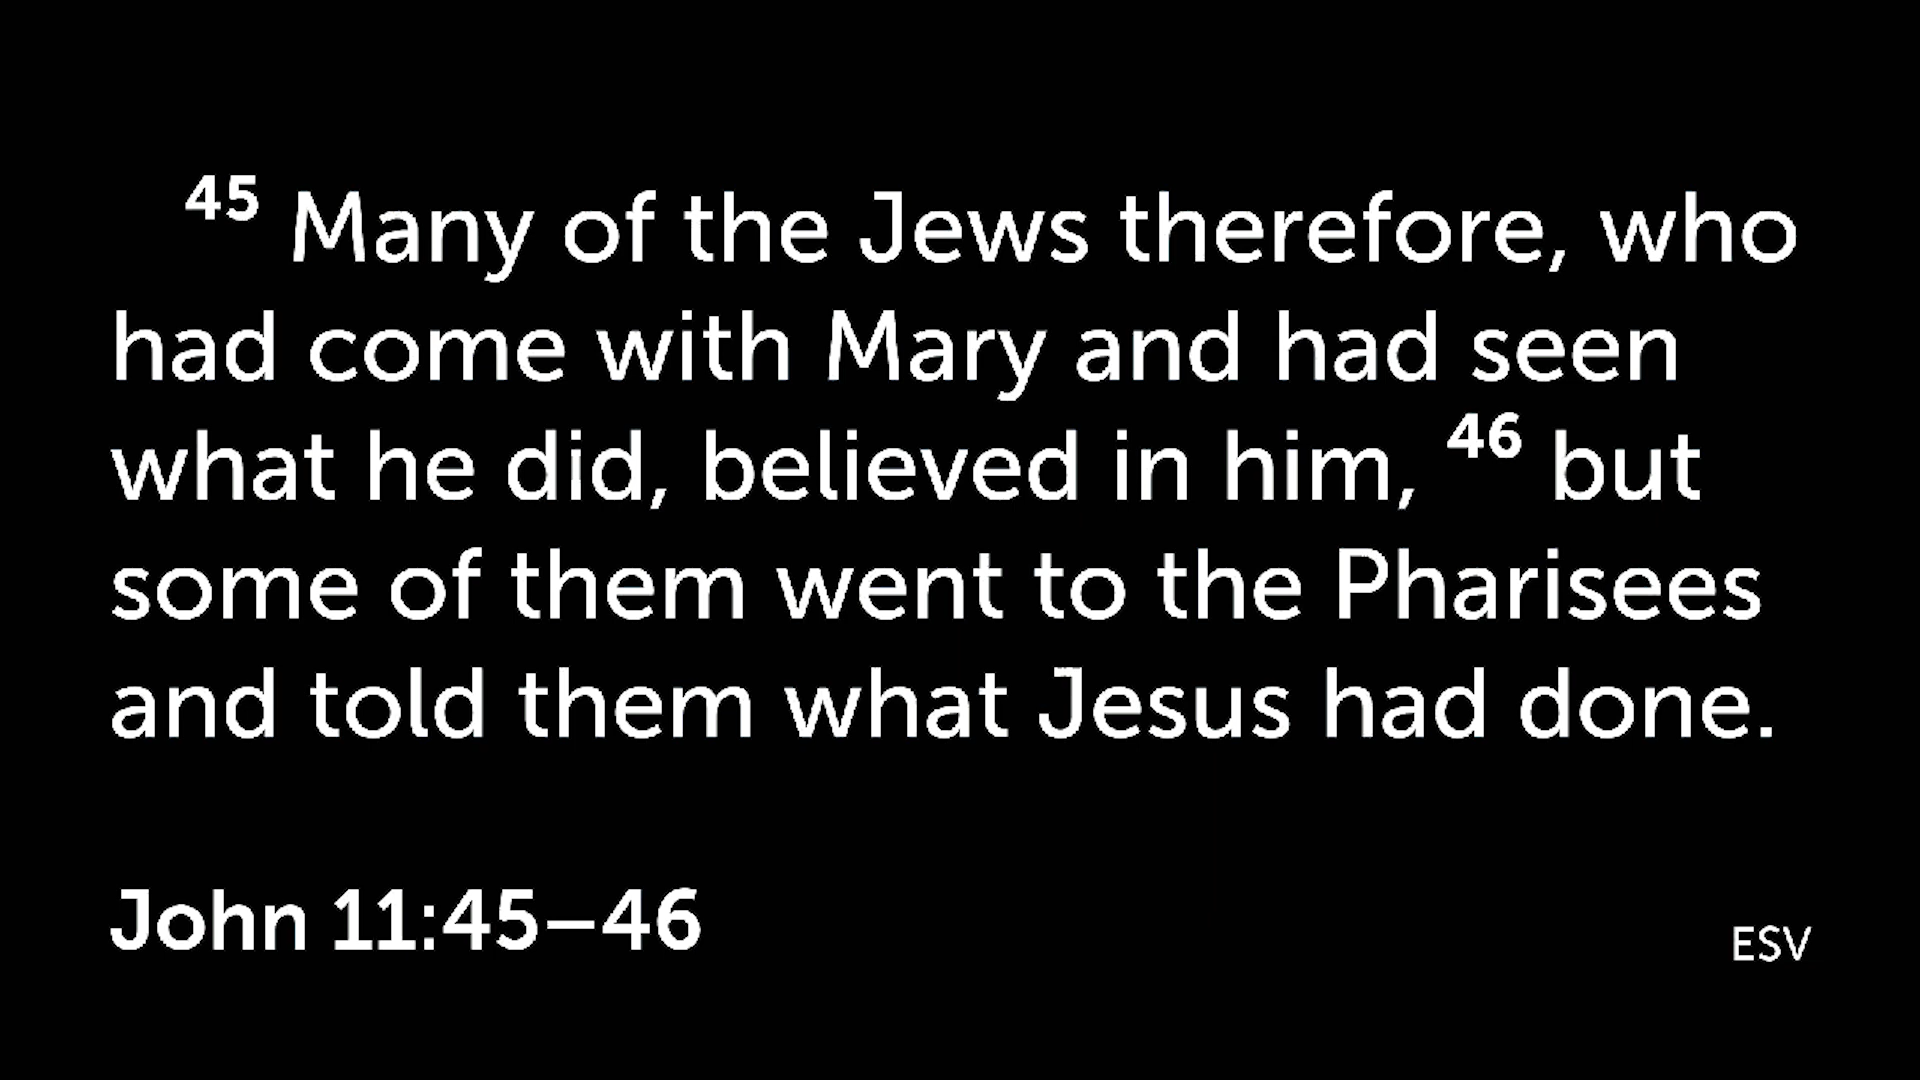 45 Many of the Jews therefore, who
had come with Mary and had seen
what he did, believed in him, 46 but
some of them went to the Pharisees
and told them what Jesus had done.
John 11:45–46
ESV